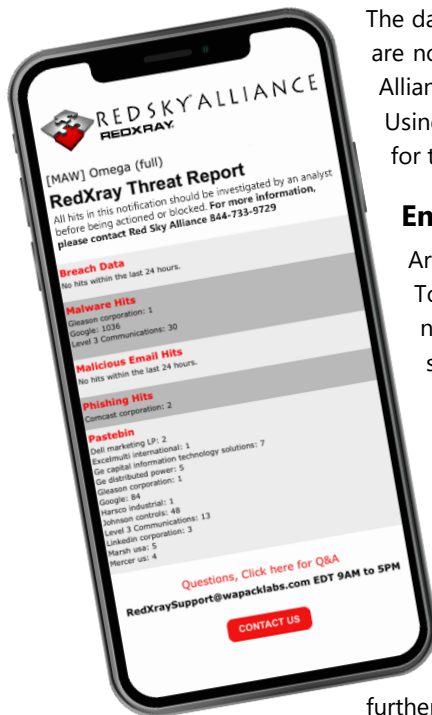 REDSKY ALLIANCE
REDXRAY
[MAW] Omega (full)
RedXray Threat Report
All hits in this notification should be investigated by an analyst
before being actioned or blocked. For more information,
please contact Red Sky Alliance 844-733-9729
Breach Data
No hits within the last 24 hours.
Malware Hits
Gleason corporation: 1
Google: 1036
Level 3 Communications: 30
Malicious Email Hits
No hits within the last 24 hours.
Phishing Hits
Comcast corporation: 2
Pastebin
Dell marketing LP: 2
Excelmulti international: 1
Ge capital information technology solutions: 7
Ge distributed power: 5
Gleason corporation: 1
Google: 84
Harsco industrial: 1
Johnson controls: 48
Level 3 Communications: 13
Linkedin corporation: 3
Marsh usa: 5
Mercer us: 4
Questions, Click here for Q&A
RedXraySupport@wapacklabs.com EDT 9AM to 5PM
CONTACT US
The da
are no
Allian
Using
for t
En
Ar
To
n
s
further